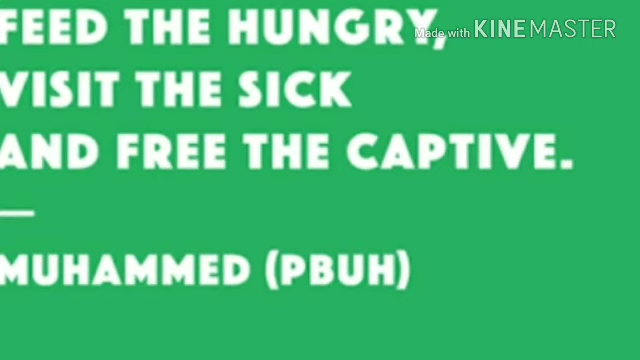 Made with KINEMASTER
FEED THE HUNGRY,
VISIT THE SICK
AND FREE THE CAPTIVE.
—
MUHAMMED (PBUH)